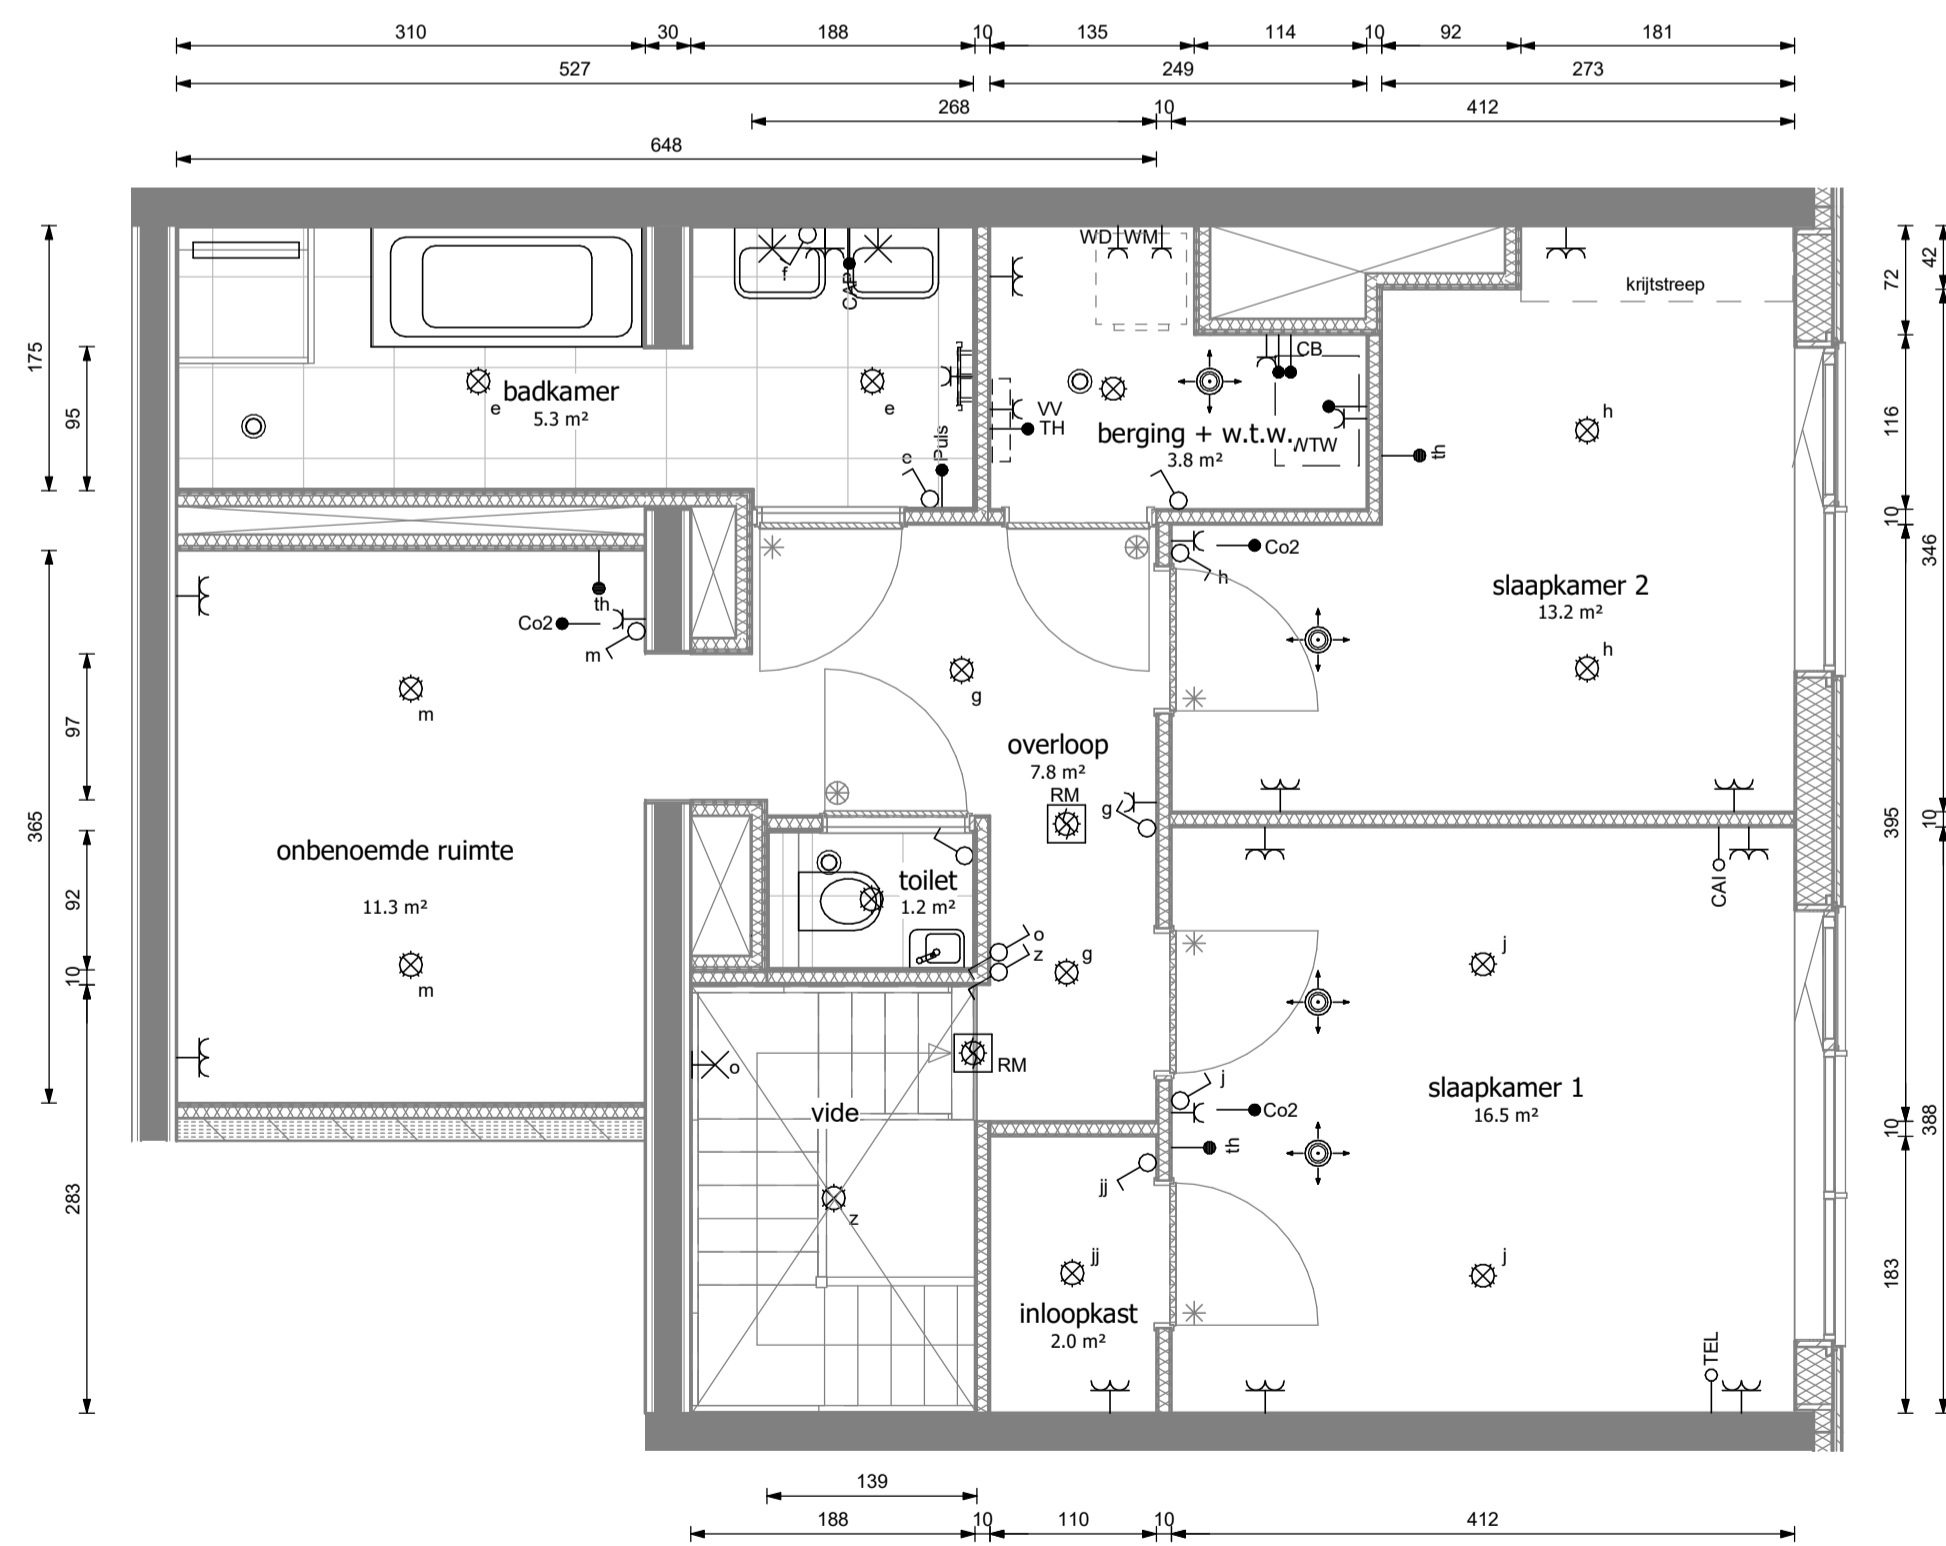 310 30 188 10 135 114 10 92 181
527 249 273
268 10 412
648
WD WM
krijtstreep
f
CAP
CB
badkamer
5.3 m²
e
e
VV
TH
berging + w.t.w.
3.8 m²
WTW
th
h
e
Puls
Co2
h
slaapkamer 2
13.2 m²
h
th
Co2
m
m
g
overloop
7.8 m²
RM
g
onbenoemde ruimte
11.3 m²
m
toilet
1.2 m²
o
z
g
CAI
j
RM
o
vide
z
j
Co2
th
slaapkamer 1
16.5 m²
jj
jj
inloopkast
2.0 m²
j
TEL
175
95
365
97
92
10
283
72
42
116
10
346
395
10
10
388
183
139
188 10 110 10 412